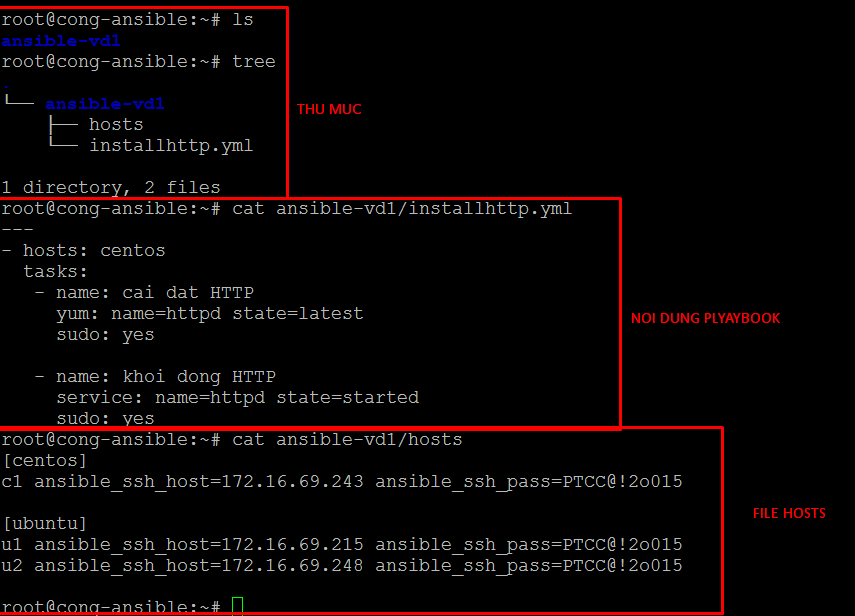 root@cong-ansible:~# ls
ansible-vd1
root@cong-ansible:~# tree
.
└── ansible-vd1
    ├── hosts
    └── installhttp.yml
THU MUC
1 directory, 2 files
root@cong-ansible:~# cat ansible-vd1/installhttp.yml
---
- hosts: centos
  tasks:
   - name: cai dat HTTP
     yum: name=httpd state=latest
     sudo: yes
NOI DUNG PLYAYBOOK
   - name: khoi dong HTTP
     service: name=httpd state=started
     sudo: yes
root@cong-ansible:~# cat ansible-vd1/hosts
[centos]
c1 ansible_ssh_host=172.16.69.243 ansible_ssh_pass=PTCC@!2o015
FILE HOSTS
[ubuntu]
u1 ansible_ssh_host=172.16.69.215 ansible_ssh_pass=PTCC@!2o015
u2 ansible_ssh_host=172.16.69.248 ansible_ssh_pass=PTCC@!2o015
root@cong-ansible:~#